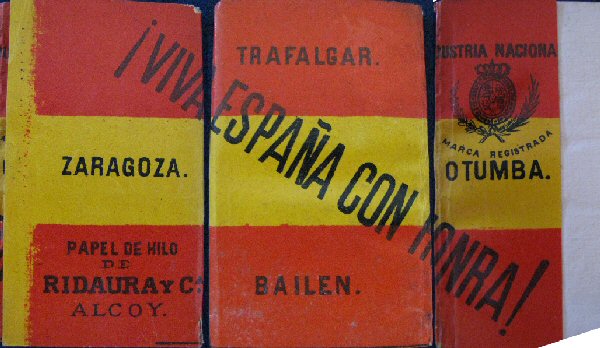 ¡VIVA ESPAÑA CON HONRA!
ZARAGOZA.
PAPEL DE HILO
DE
RIDAURA Y Cª
ALCOY.
TRAFALGAR.
BAILEN.
USTRIA NACIONA
MARCA REGISTRADA
OTUMBA.